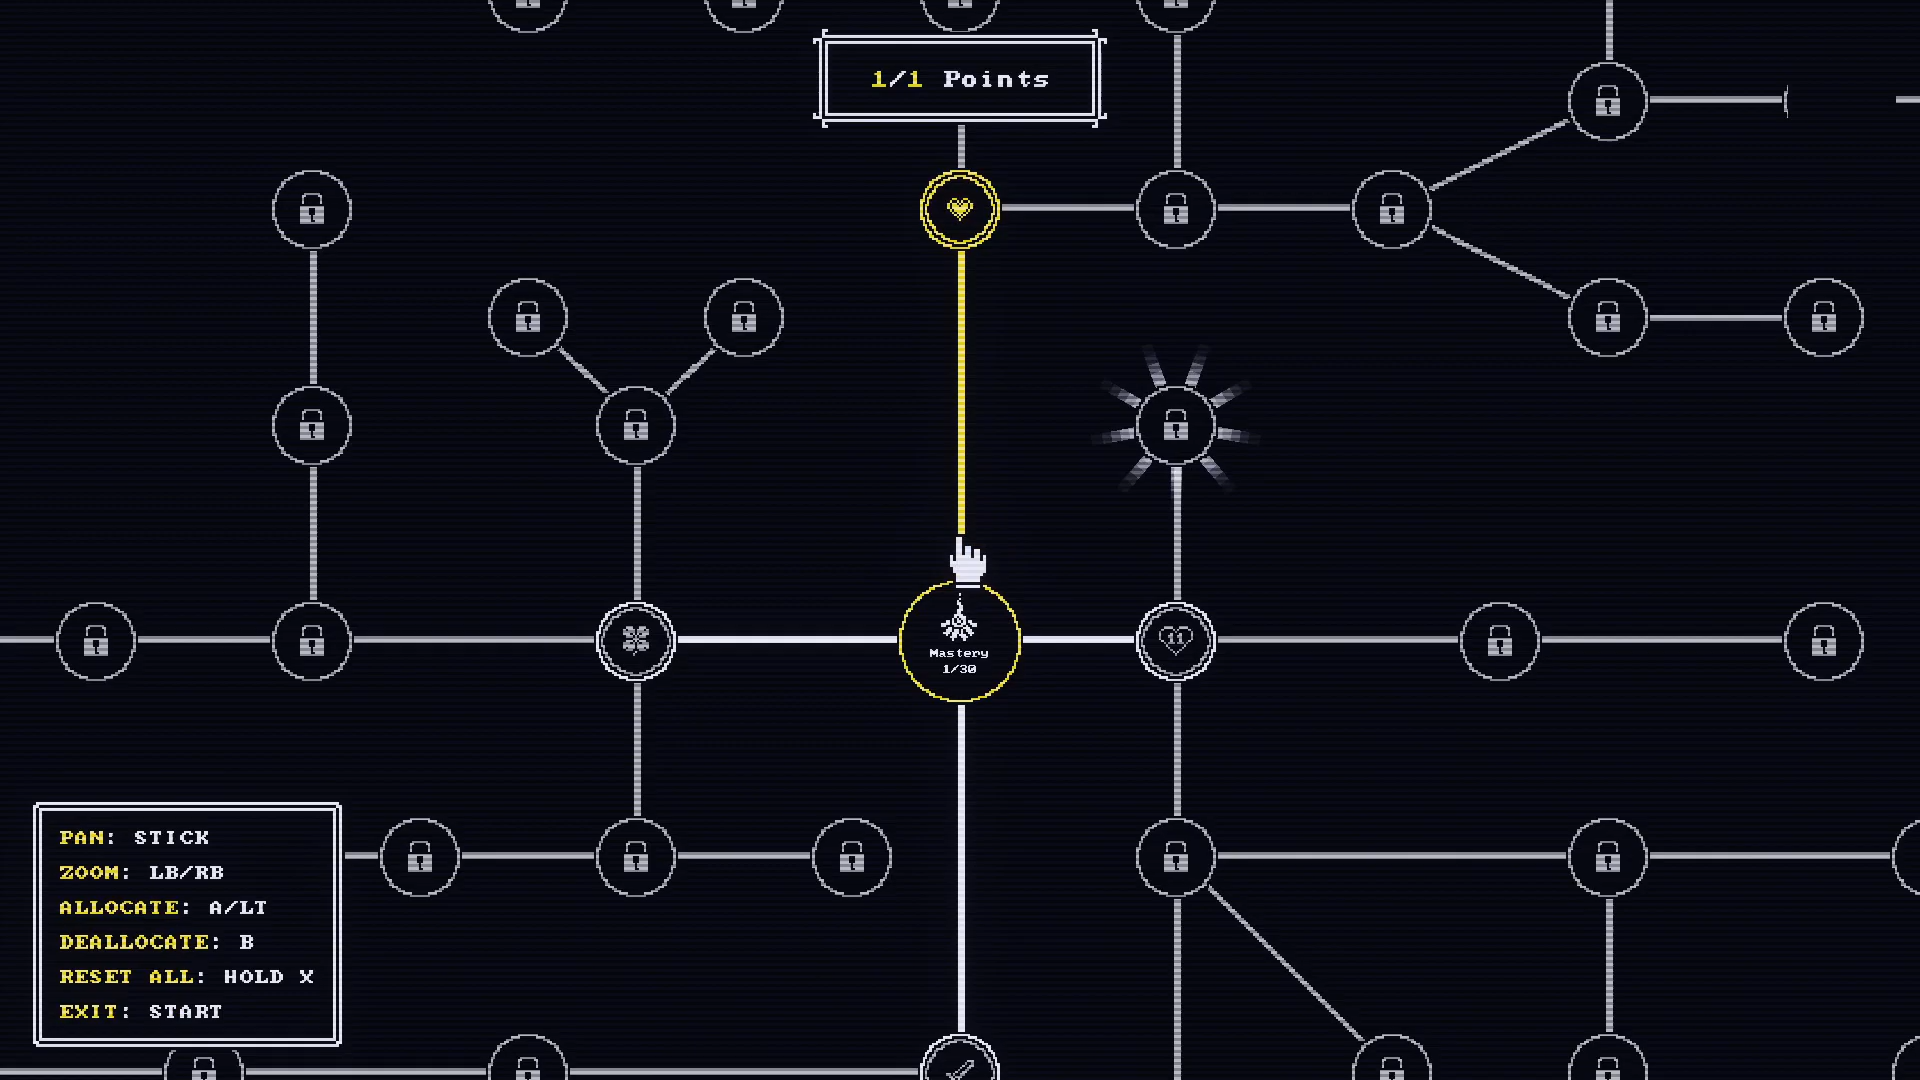 1/1 Points
11
Mastery
1/30
PAN: STICK
ZOOM: LB/RB
ALLOCATE: A/LT
DEALLOCATE: B
RESET ALL: HOLD X
EXIT: START